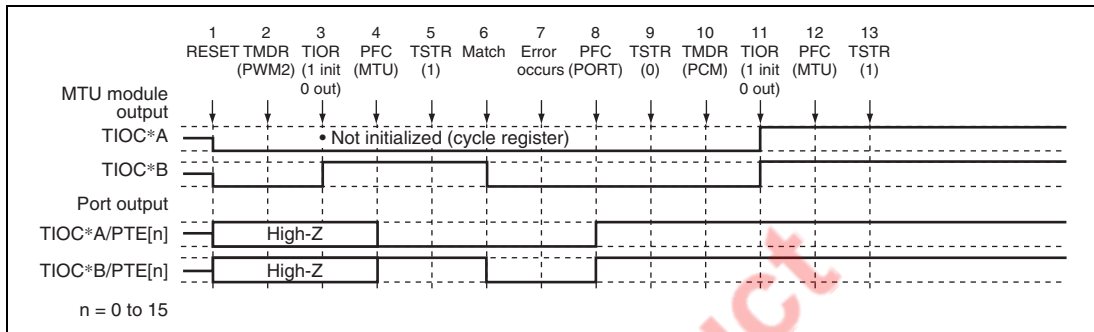 1 2 3 4 5 6 7 8 9 10 11 12 13
RESET TMDR TIOR PFC TSTR Match Error PFC TSTR TMDR TIOR PFC TSTR
(PWM2) (1 init (MTU) (1) occurs (PORT) (0) (PCM) (1 init (MTU) (1)
0 out) 0 out)
MTU module
output
TIOC*A
• Not initialized (cycle register)
TIOC*B
Port output
TIOC*A/PTE[n] High-Z
TIOC*B/PTE[n] High-Z
n = 0 to 15